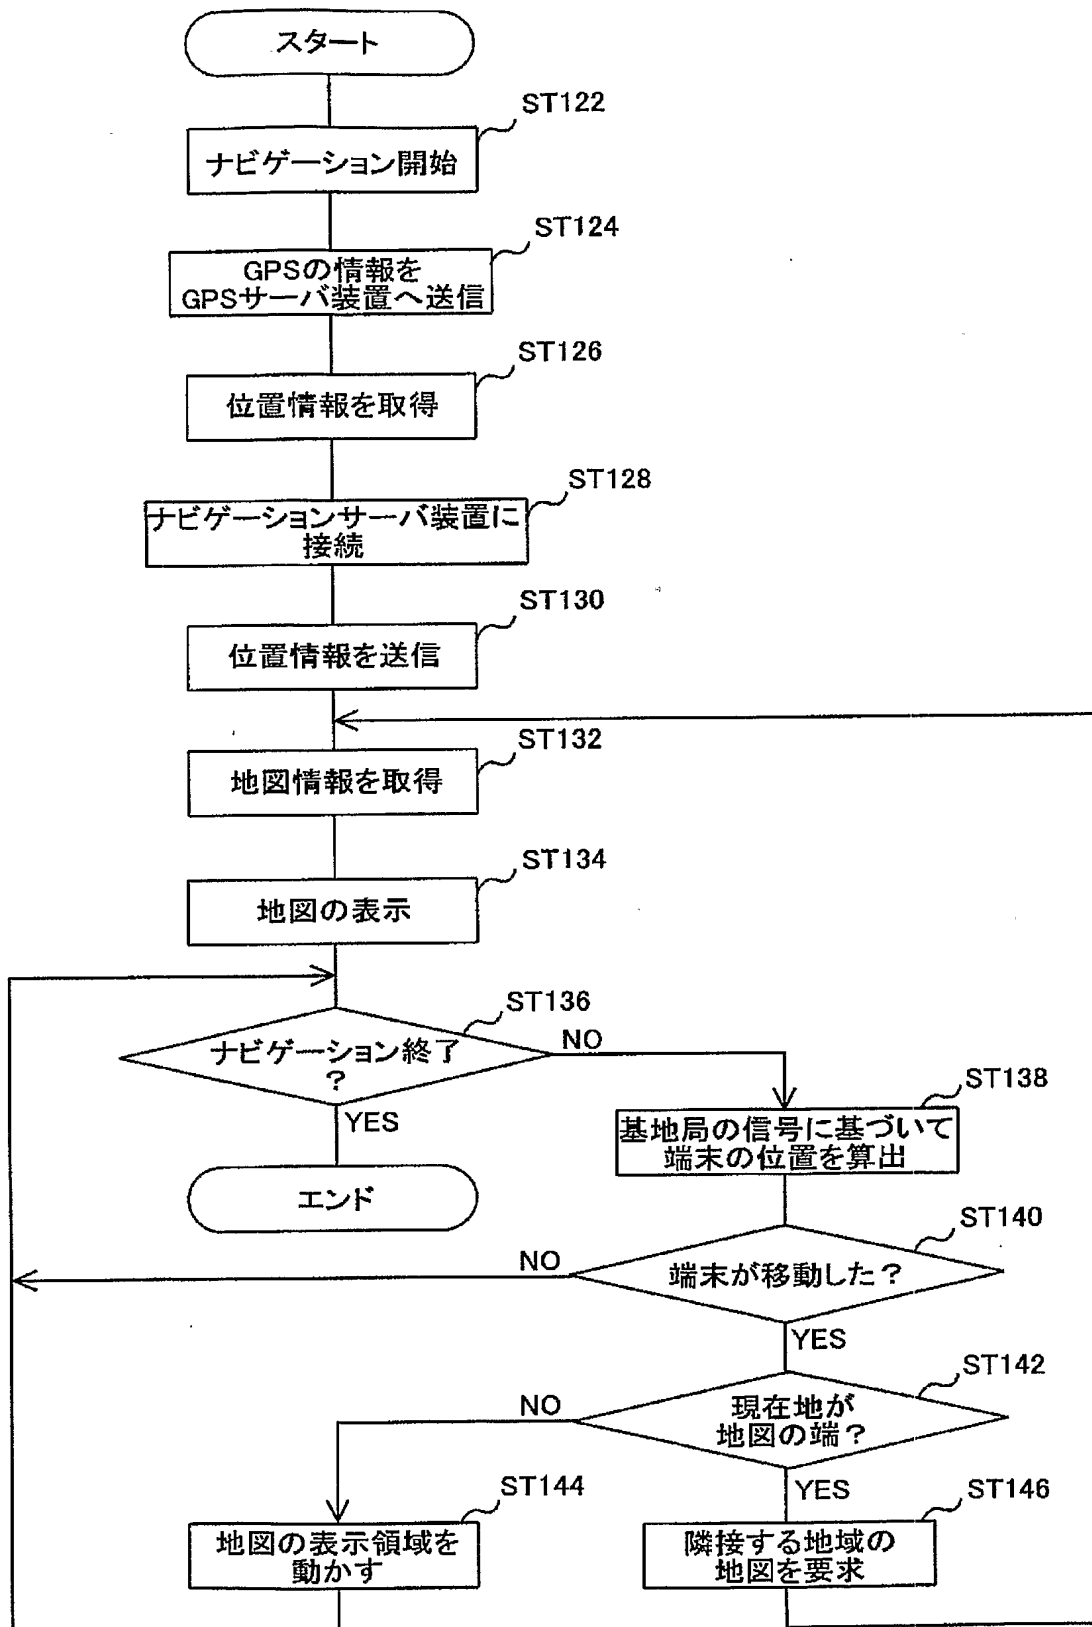 スタート
ST122
ナビゲーション開始
ST124
GPSの情報を
GPSサーバ装置へ送信
ST126
位置情報を取得
ST128
ナビゲーションサーバ装置に
接続
ST130
位置情報を送信
ST132
地図情報を取得
ST134
地図の表示
ST136
ナビゲーション終了
?
NO
YES
エンド
ST138
基地局の信号に基づいて
端末の位置を算出
ST140
端末が移動した?
NO
YES
ST142
現在地が
地図の端?
NO
YES
ST144
地図の表示領域を
動かす
ST146
隣接する地域の
地図を要求